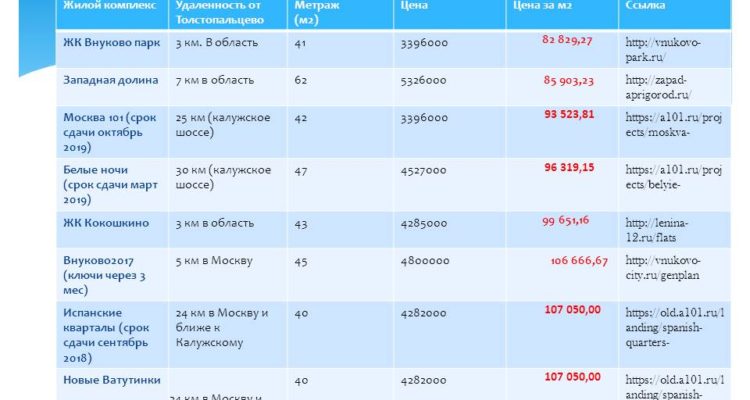 Жилой комплекс
Удаленность от
Толстопальцево
Метраж
(м2)
Цена
Цена за м2
Ссылка
ЖК Внуково парк
3 км. В область
41
3396000
82 829,27
http://vnukovo-
park.ru/
Западная долина
7 км в область
62
5326000
85 903,23
http://zapad-
aprigorod.ru/
Москва 101 (срок
сдачи октябрь
2019)
25 км (калужское
шоссе)
42
3396000
93 523,81
https://a101.ru/proj
ects/moskva-
Белые ночи
(срок сдачи март
2019)
30 км (калужское
шоссе)
47
4527000
96 319,15
https://a101.ru/proj
ects/belyie-
ЖК Кокошкино
3 км в область
43
4285000
99 651,16
http://lenina-
12.ru/flats
Внуково2017
(ключи через 3
мес)
5 км в Москву
45
4800000
106 666,67
http://vnukovo-
city.ru/genplan
Испанские
кварталы (срок
сдачи сентябрь
2018)
24 км в Москву и
ближе к
Калужскому
40
4282000
107 050,00
https://old.a101.ru/l
anding/spanish-
quarters-
Новые Ватутинки
24 км в Москву и
40
4282000
107 050,00
https://old.a101.ru/l
anding/spanish-